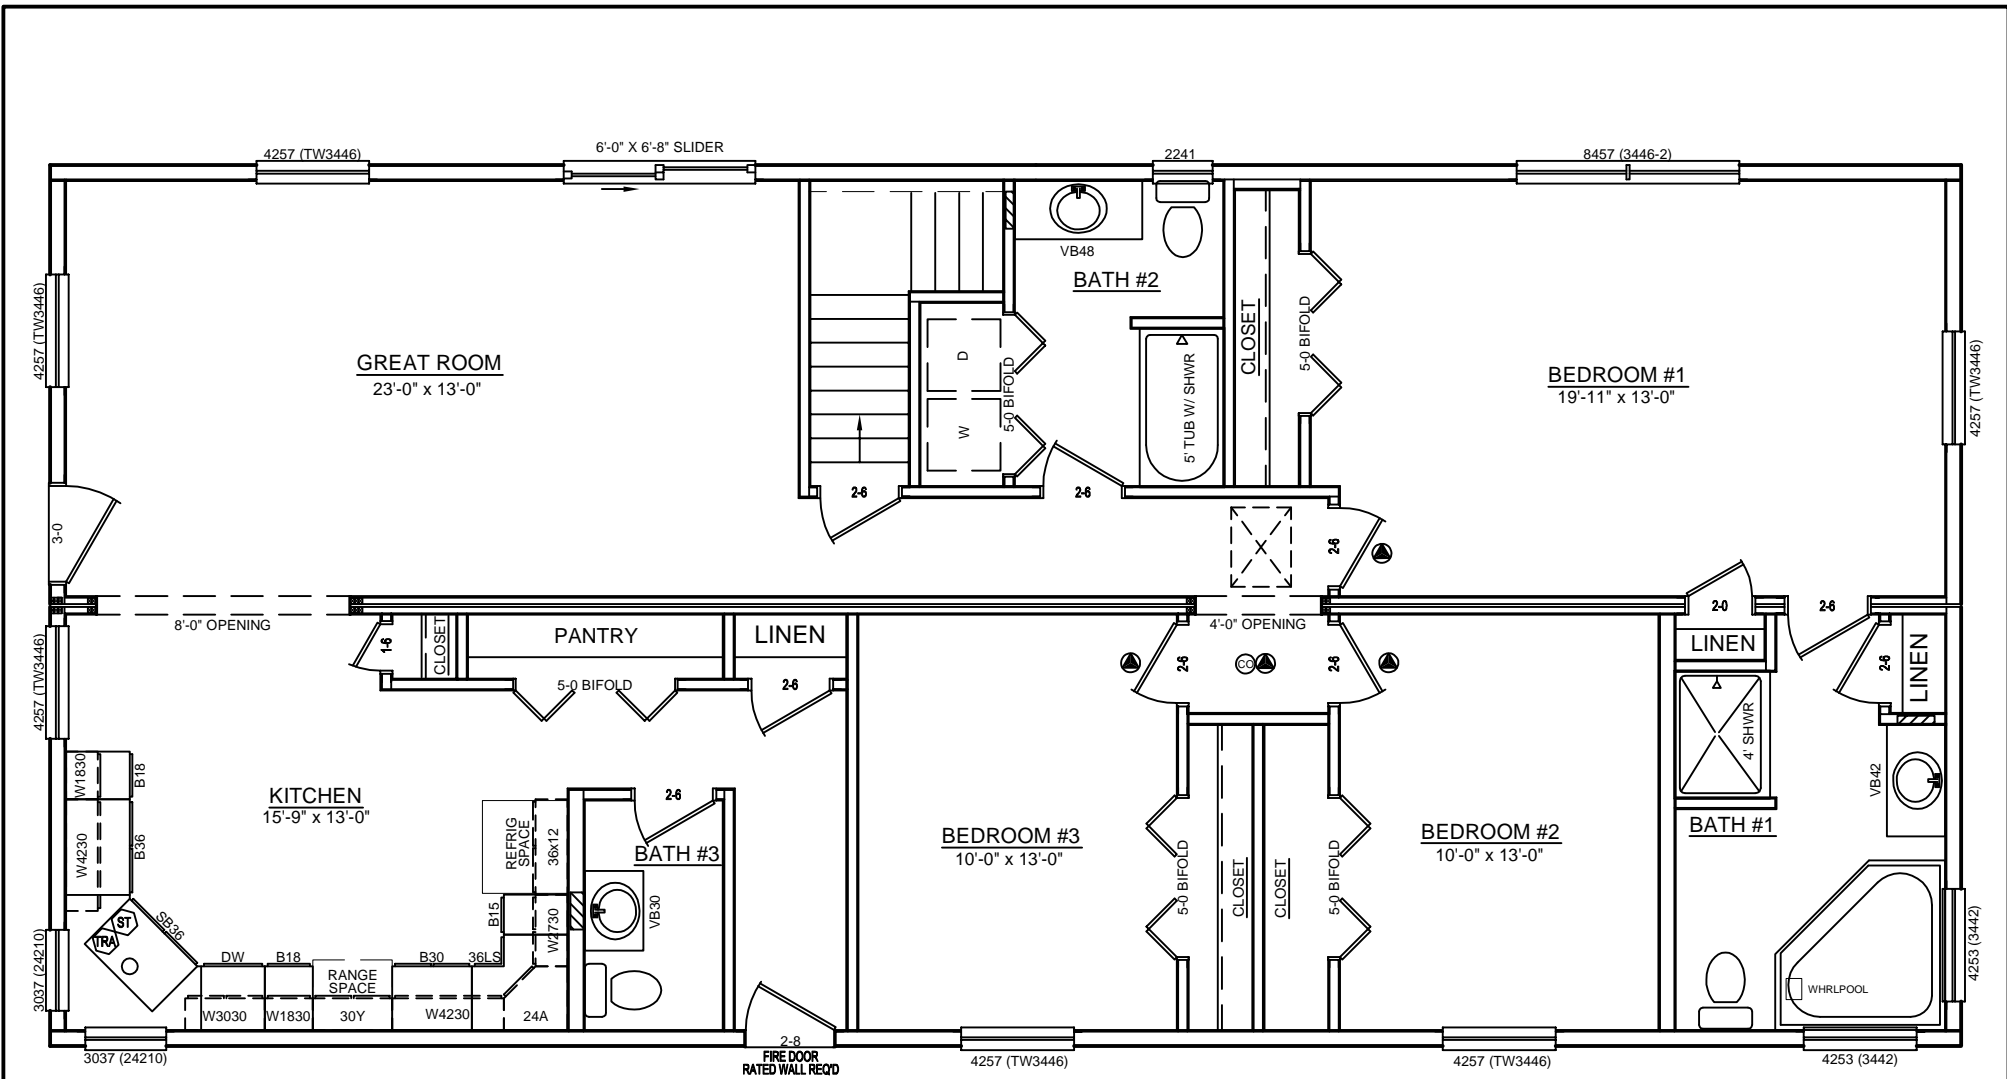 4257 (TW3446)
6'-0" X 6'-8" SLIDER
2241
8457 (3446-2)
4257 (TW3446)
GREAT ROOM
23'-0" x 13'-0"
3-0
2-6
D
W
5-0 BIFOLD
VB48
BATH #2
5' TUB W/ SHWR
2-6
CLOSET
5-0 BIFOLD
BEDROOM #1
19'-11" x 13'-0"
4257 (TW3446)
X
2-6
2-0
2-6
8'-0" OPENING
4'-0" OPENING
4257 (TW3446)
1-6
CLOSET
PANTRY
5-0 BIFOLD
LINEN
2-6
2-6
CO
2-6
LINEN
4' SHWR
2-6
LINEN
VB42
BATH #1
KITCHEN
15'-9" x 13'-0"
W1830
B18
W4230
B36
SB36
ST
TRA
3037 (24210)
DW
B18
RANGE
SPACE
B30
36LS
W3030
W1830
30Y
W4230
24A
B15
W2730
REFRIG
SPACE
36x12
2-6
BATH #3
VB30
BEDROOM #3
10'-0" x 13'-0"
5-0 BIFOLD
CLOSET
CLOSET
5-0 BIFOLD
BEDROOM #2
10'-0" x 13'-0"
WHRLPOOL
4253 (3442)
3037 (24210)
2-8
FIRE DOOR
RATED WALL REQ'D
4257 (TW3446)
4257 (TW3446)
4253 (3442)